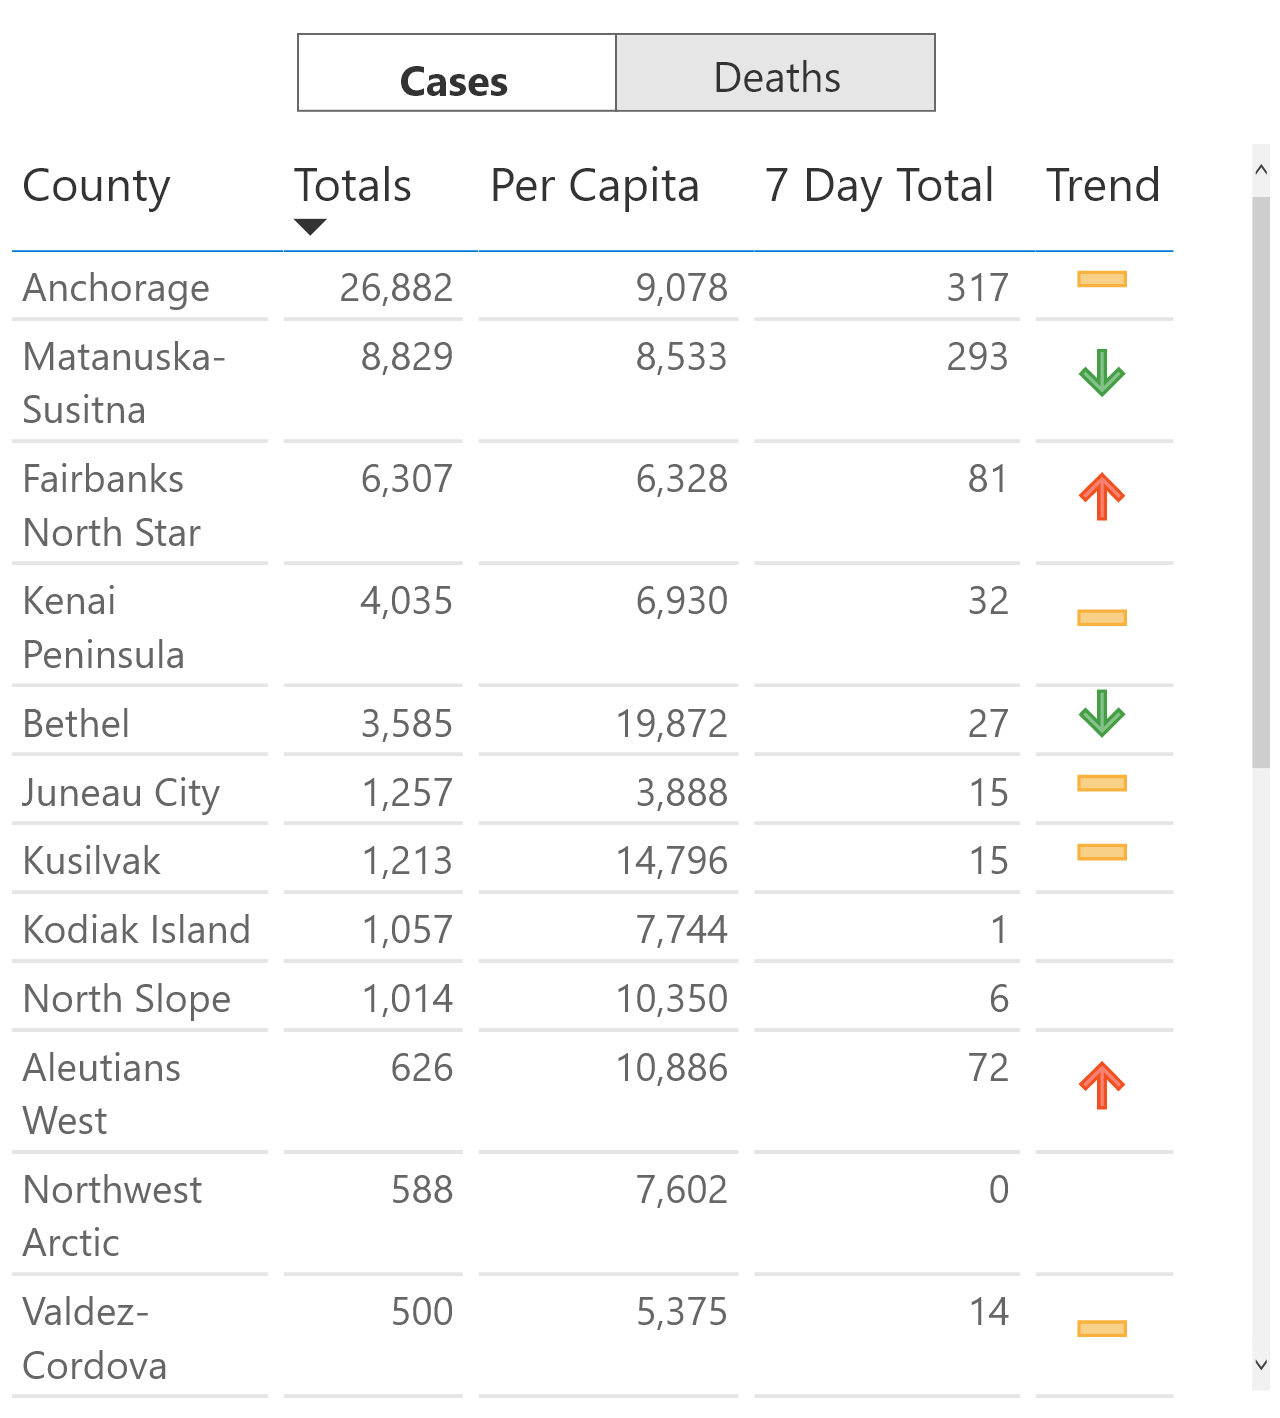 Cases Deaths
County Totals Per Capita 7 Day Total Trend
Anchorage 26,882 9,078 317
Matanuska- 8,829 8,533 293
Susitna
Fairbanks 6,307 6,328 81
North Star
Kenai 4,035 6,930 32
Peninsula
Bethel 3,585 19,872 27
Juneau City 1,257 3,888 15
Kusilvak 1,213 14,796 15
Kodiak Island 1,057 7,744 1
North Slope 1,014 10,350 6
Aleutians 626 10,886 72
West
Northwest 588 7,602 0
Arctic
Valdez- 500 5,375 14
Cordova